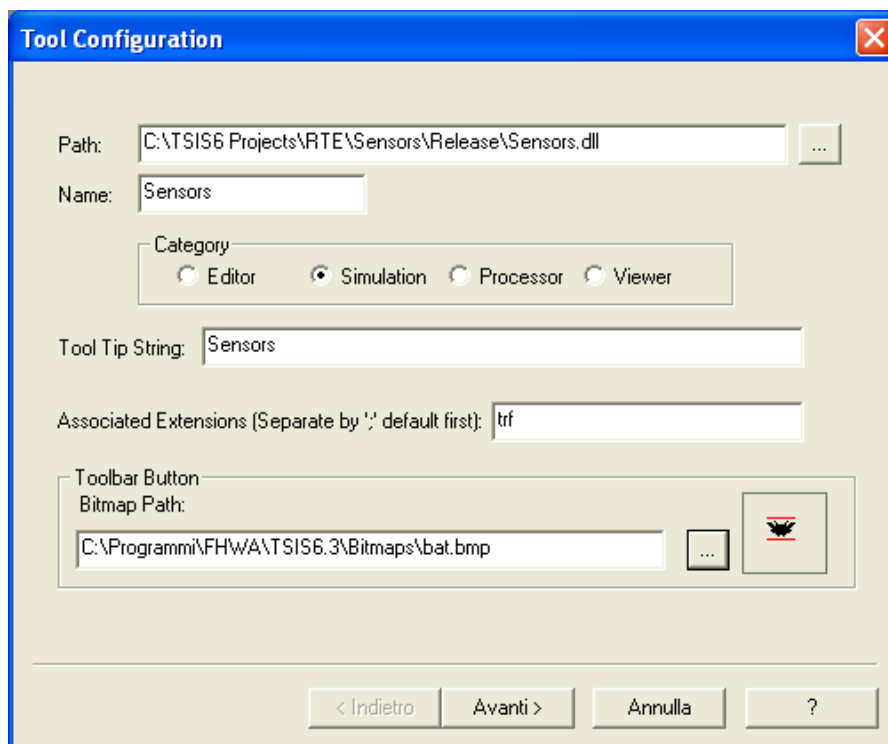 Tool Configuration
Path: C:\TSIS6 Projects\RTE\Sensors\Release\Sensors.dll ...
Name: Sensors
Category
Editor Simulation Processor Viewer
Tool Tip String: Sensors
Associated Extensions (Separate by ';' default first): trf
Toolbar Button
Bitmap Path:
C:\Programmi\FHWA\TSIS6.3\Bitmaps\bat.bmp ...
< Indietro Avanti > Annulla ?